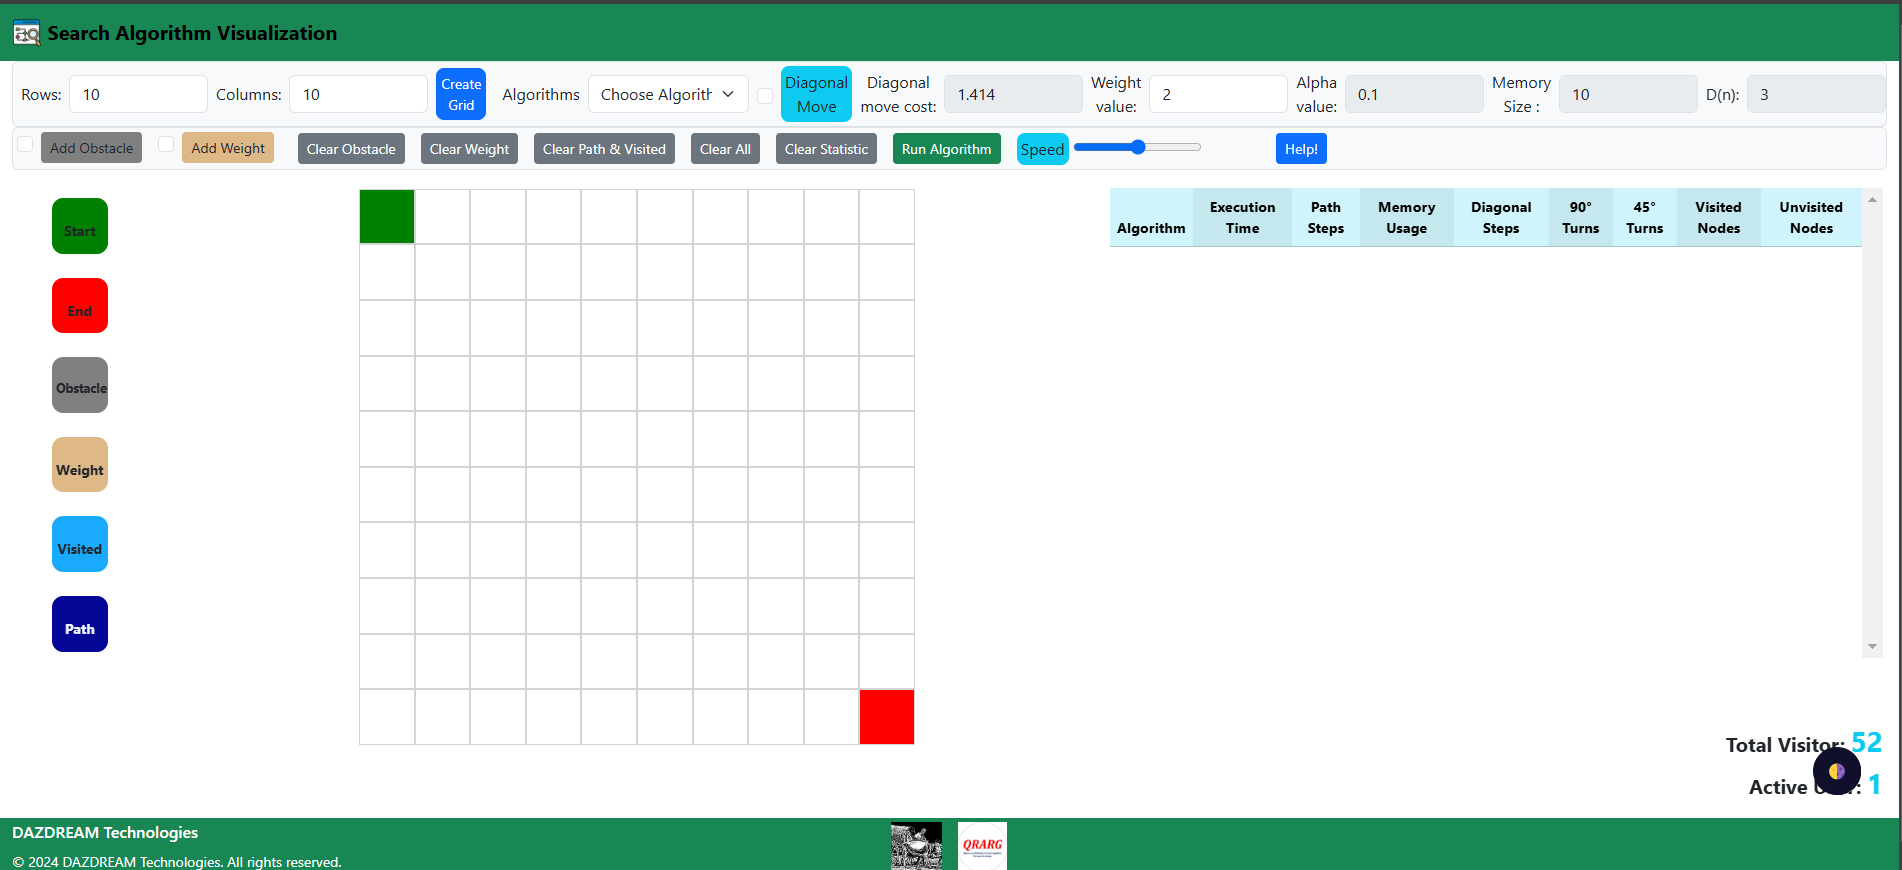 Search Algorithm Visualization
Rows: 10 Columns: 10 Create Grid Algorithms Choose Algorith Diagonal Move Diagonal move cost: 1.414 Weight value: 2 Alpha value: 0.1 Memory Size : 10 D(n): 3
Add Obstacle Add Weight Clear Obstacle Clear Weight Clear Path & Visited Clear All Clear Statistic Run Algorithm Speed Help!
Start
End
Obstacle
Weight
Visited
Path
Algorithm Execution Time Path Steps Memory Usage Diagonal Steps 90° Turns 45° Turns Visited Nodes Unvisited Nodes
Total Visitor: 52
Active : 1
DAZDREAM Technologies
© 2024 DAZDREAM Technologies. All rights reserved.
QRARG